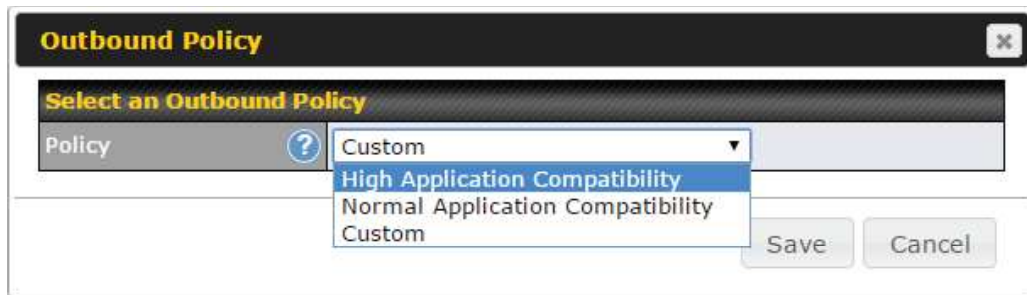 Outbound Policy
Select an Outbound Policy
Policy ? Custom
High Application Compatibility
Normal Application Compatibility
Custom
Save Cancel